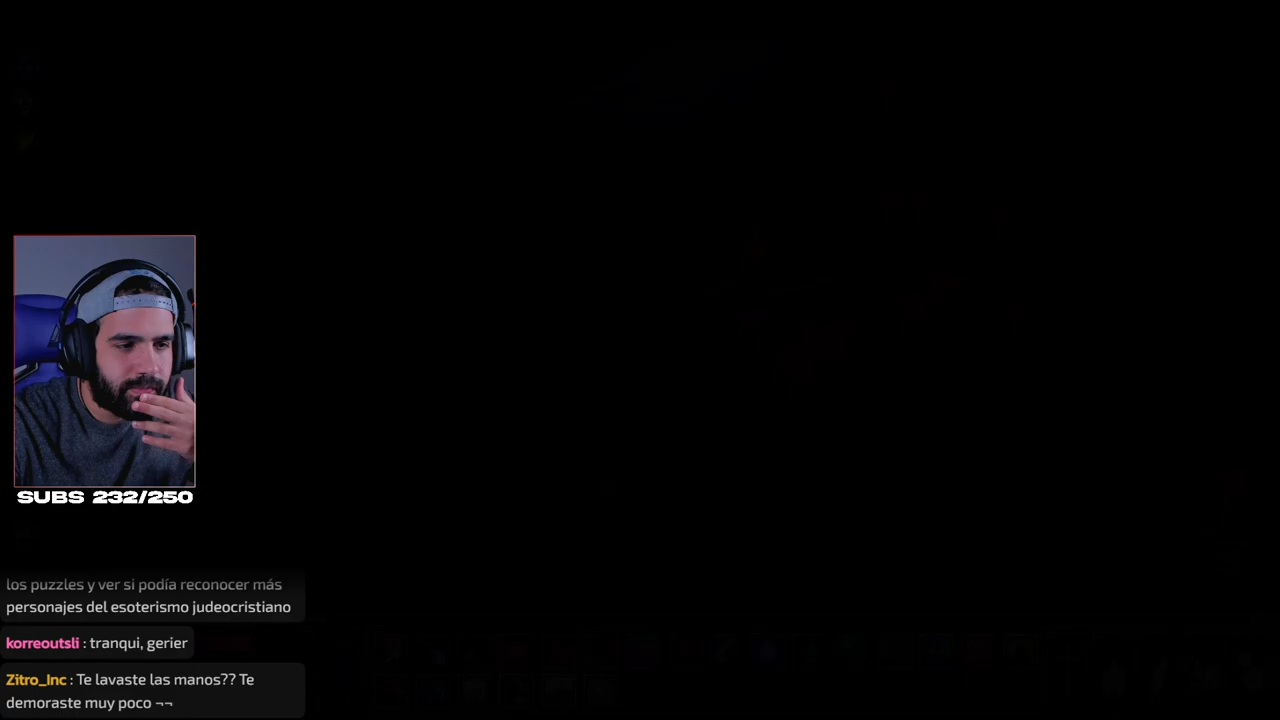 SUBS 232/250
los puzzles y ver si podía reconocer más
personajes del esoterismo judeocristiano
korreoutsli : tranqui, gerier
Zitro_Inc : Te lavaste las manos?? Te
demoraste muy poco ¬¬